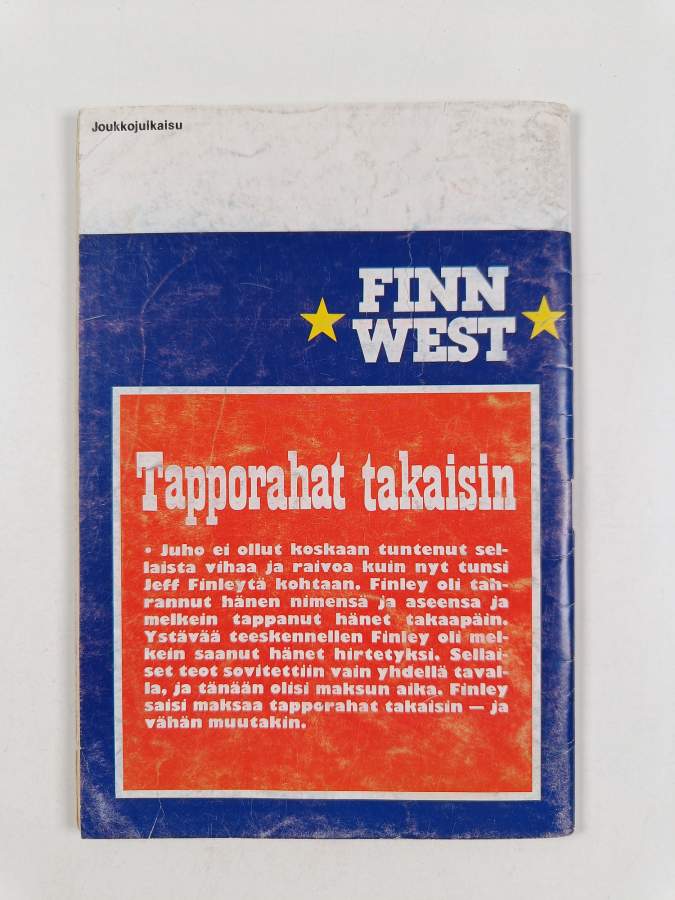 Joukkojulkaisu
FINN
WEST
Tapporahat takaisin
• Juho ei ollut koskaan tuntenut sel-
laista vihaa ja raivoa kuin nyt tunsi
Jeff Finleytä kohtaan. Finley oli tah-
rannut hänen nimensä ja aseensa ja
melkein tappanut hänet takaapäin.
Ystävää teeskennellen Finley oli mel-
kein saanut hänet hirtetyksi. Sellai-
set teot sovitettiin vain yhdellä taval-
la, ja tänään olisi maksun aika. Finley
saisi maksaa tapporahat takaisin — ja
vähän muutakin.